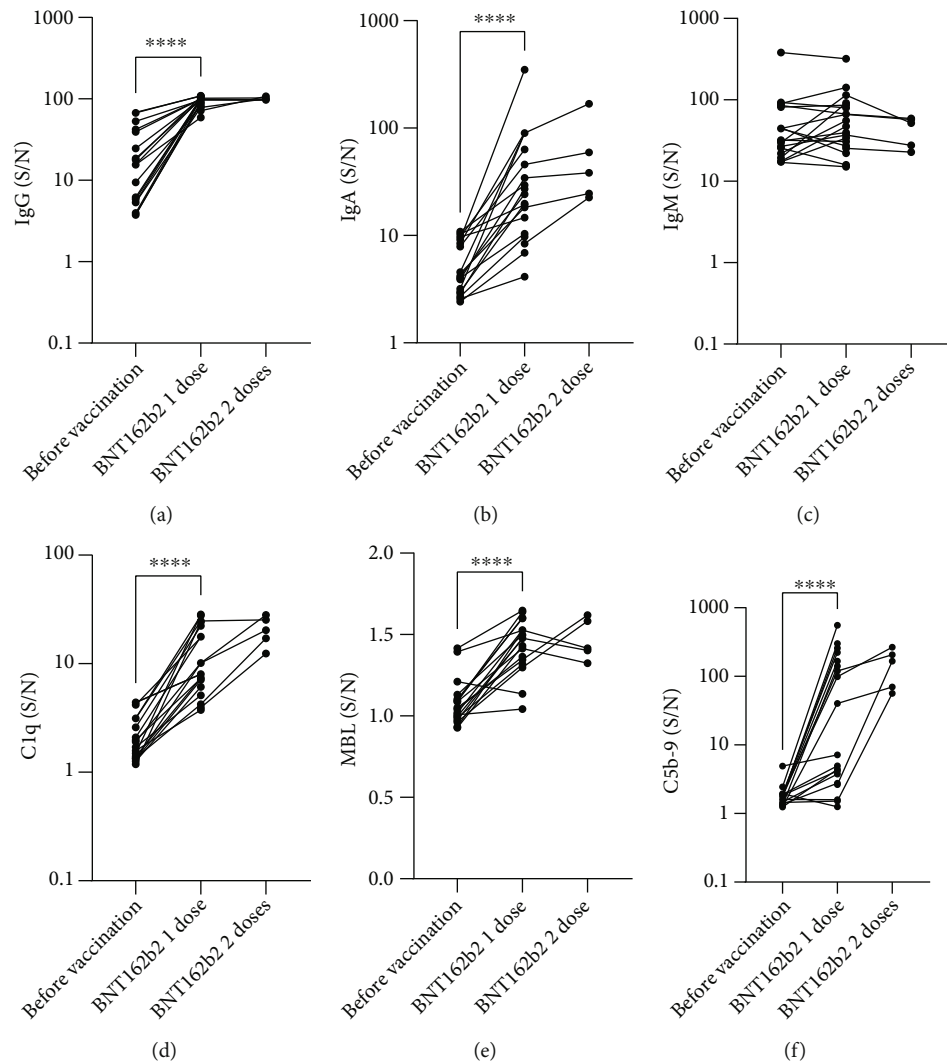 1000
100
10
1
0.1
IgG (S/N)
****
Before vaccination
BNT162b2 1 dose
BNT162b2 2 doses
(a)
1000
100
10
1
IgA (S/N)
****
Before vaccination
BNT162b2 1 dose
BNT162b2 2 doses
(b)
1000
100
10
1
0.1
IgM (S/N)
Before vaccination
BNT162b2 1 dose
BNT162b2 2 doses
(c)
100
10
1
0.1
C1q (S/N)
****
Before vaccination
BNT162b2 1 dose
BNT162b2 2 doses
(d)
2.0
1.5
1.0
0.5
0.0
MBL (S/N)
****
Before vaccination
BNT162b2 1 dose
BNT162b2 2 doses
(e)
1000
100
10
1
0.1
C5b-9 (S/N)
****
Before vaccination
BNT162b2 1 dose
BNT162b2 2 doses
(f)